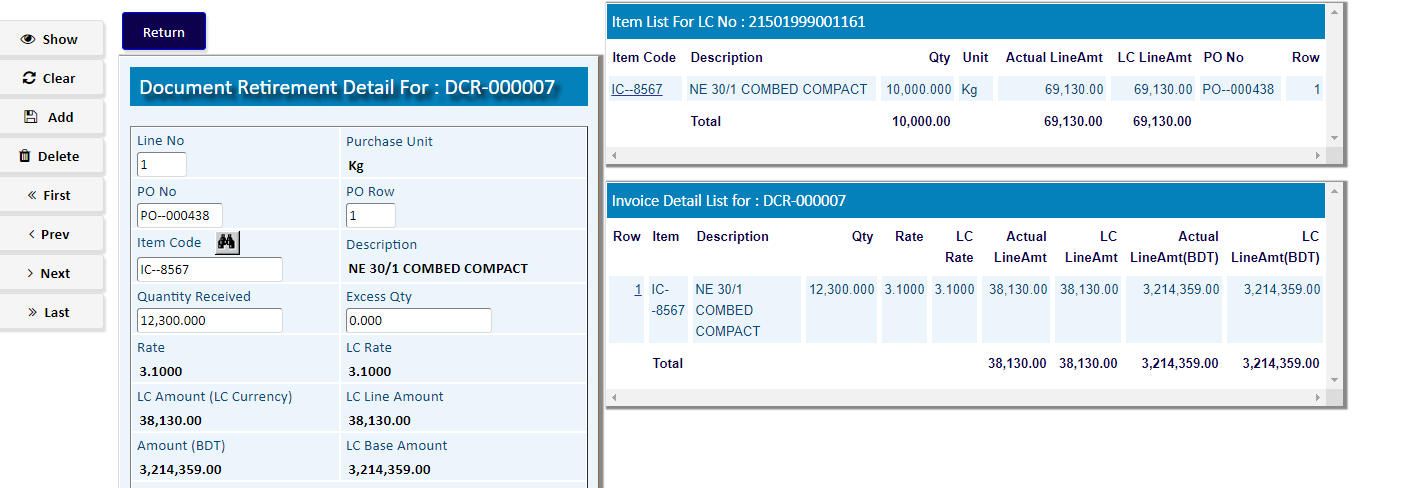 Show
Clear
Add
Delete
First
Prev
Next
Last
Return
Document Retirement Detail For : DCR-000007
Line No Purchase Unit
1 Kg
PO No PO Row
PO--000438 1
Item Code Description
IC--8567 NE 30/1 COMBED COMPACT
Quantity Received Excess Qty
12,300.000 0.000
Rate LC Rate
3.1000 3.1000
LC Amount (LC Currency) LC Line Amount
38,130.00 38,130.00
Amount (BDT) LC Base Amount
3,214,359.00 3,214,359.00
Item List For LC No : 21501999001161
Item Code Description Qty Unit Actual LineAmt LC LineAmt PO No Row
IC--8567 NE 30/1 COMBED COMPACT 10,000.000 Kg 69,130.00 69,130.00 PO--000438 1
Total 10,000.00 69,130.00 69,130.00
Invoice Detail List for : DCR-000007
Row Item Description Qty Rate LC Actual LC Actual LC
Rate LineAmt LineAmt LineAmt(BDT) LineAmt(BDT)
1 IC- NE 30/1 12,300.000 3.1000 3.1000 38,130.00 38,130.00 3,214,359.00 3,214,359.00
-8567 COMBED
COMPACT
Total 38,130.00 38,130.00 3,214,359.00 3,214,359.00